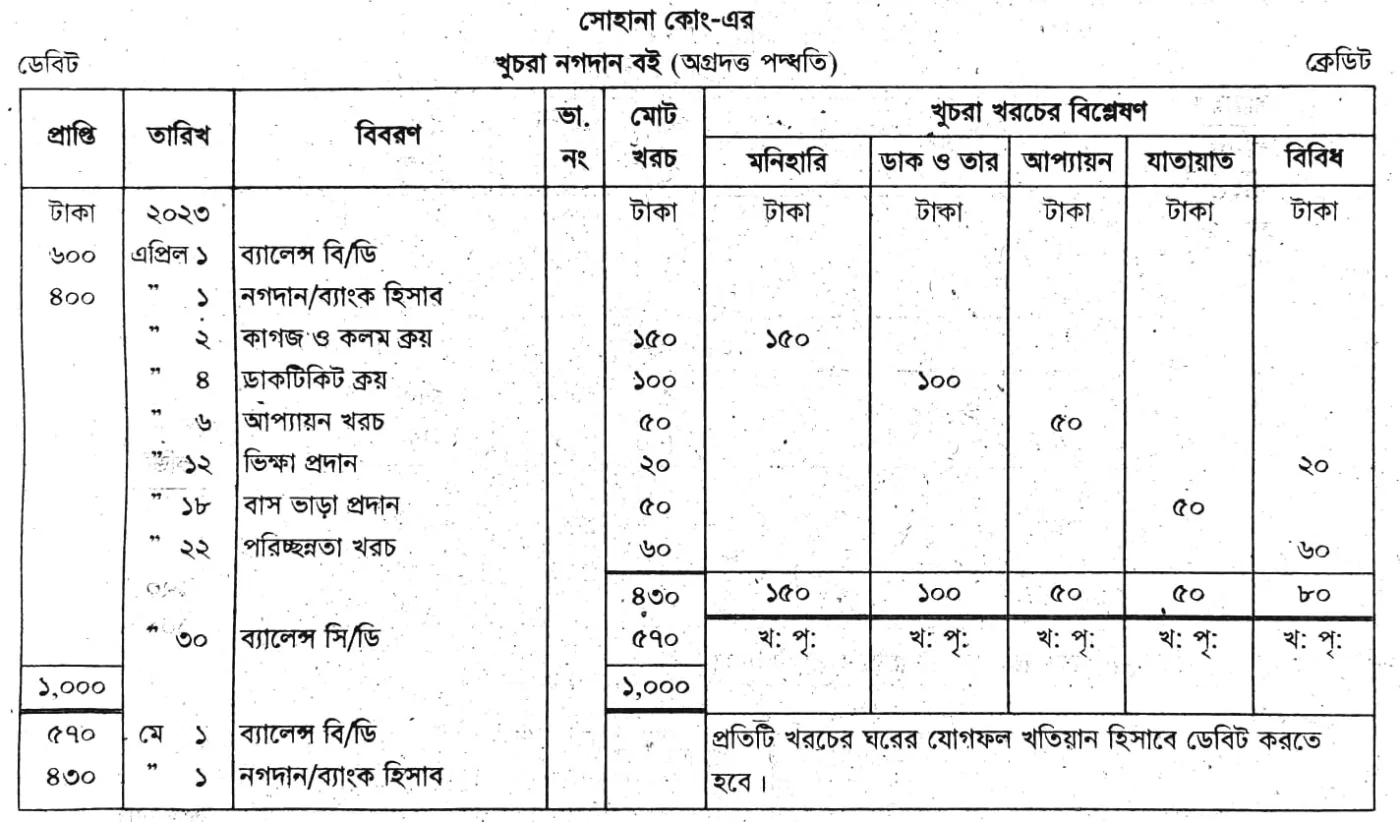 সোহানা কোং-এর
ডেবিট খুচরা নগদান বই (অগ্রদত্ত পদ্ধতি) ক্রেডিট
প্রাপ্তি তারিখ বিবরণ ভা. নং মোট খরচ খুচরা খরচের বিশ্লেষণ
মনিহারি ডাক ও তার আপ্যায়ন যাতায়াত বিবিধ
টাকা ২০২৩ টাকা টাকা টাকা টাকা টাকা টাকা
৬০০ এপ্রিল ১ ব্যালেন্স বি/ডি
৪০০ " ১ নগদান/ব্যাংক হিসাব
" ২ কাগজ ও কলম ক্রয় ১৫০ ১৫০
" ৪ ডাকটিকিট ক্রয় ১০০ ১০০
" ৬ আপ্যায়ন খরচ ৫০ ৫০
" ১২ ভিক্ষা প্রদান ২০ ২০
" ১৮ বাস ভাড়া প্রদান ৫০ ৫০
" ২২ পরিচ্ছন্নতা খরচ ৬০ ৬০
৪৩০ ১৫০ ১০০ ৫০ ৫০ ৮০
" ৩০ ব্যালেন্স সি/ডি ৫৭০ খ: পৃ: খ: পৃ: খ: পৃ: খ: পৃ: খ: পৃ:
১,০০০ ১,০০০
৫৭০ মে ১ ব্যালেন্স বি/ডি প্রতিটি খরচের ঘরের যোগফল খতিয়ান হিসাবে ডেবিট করতে
৪৩০ " ১ নগদান/ব্যাংক হিসাব হবে।